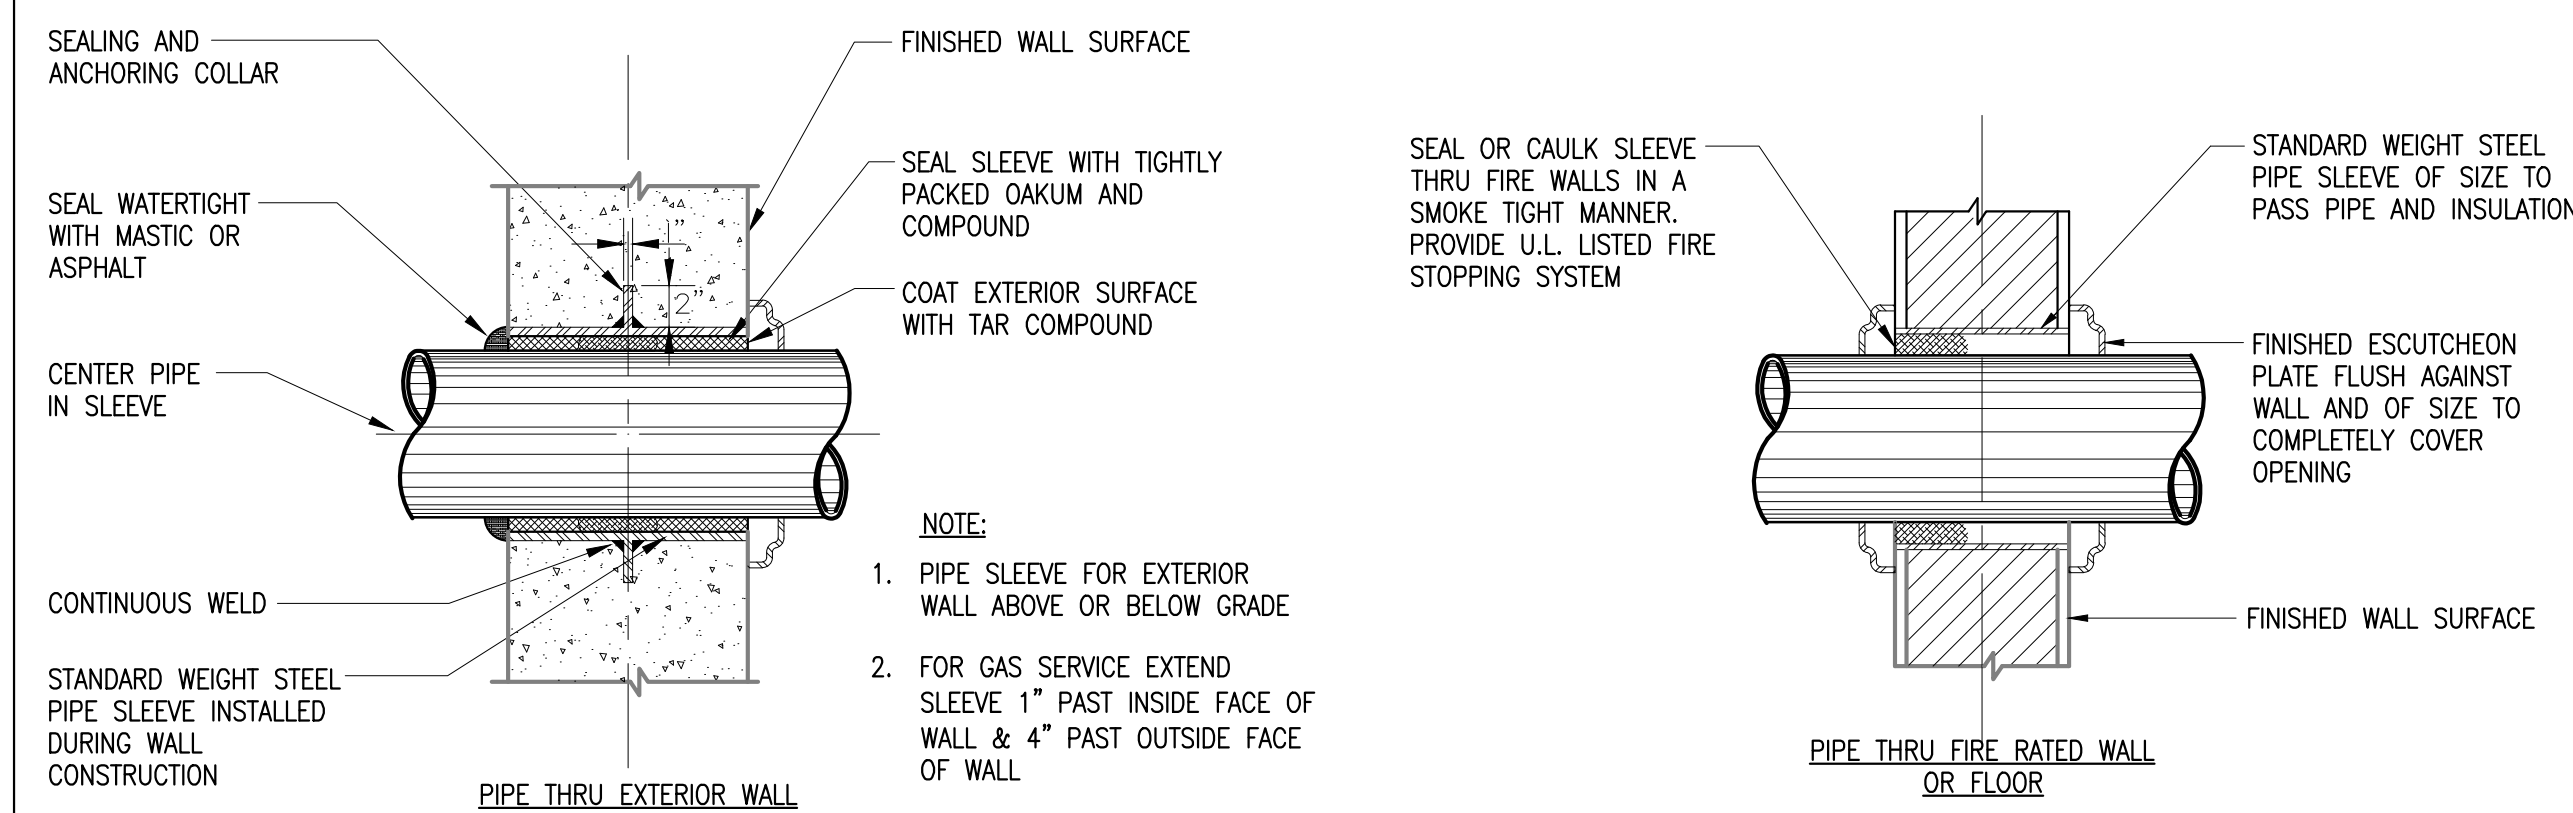 SEALING AND
ANCHORING COLLAR
SEAL WATERTIGHT
WITH MASTIC OR
ASPHALT
CENTER PIPE
IN SLEEVE
CONTINUOUS WELD
STANDARD WEIGHT STEEL
PIPE SLEEVE INSTALLED
DURING WALL
CONSTRUCTION
"
2"
FINISHED WALL SURFACE
SEAL SLEEVE WITH TIGHTLY
PACKED OAKUM AND
COMPOUND
COAT EXTERIOR SURFACE
WITH TAR COMPOUND
NOTE:
1. PIPE SLEEVE FOR EXTERIOR
WALL ABOVE OR BELOW GRADE
2. FOR GAS SERVICE EXTEND
SLEEVE 1" PAST INSIDE FACE OF
WALL & 4" PAST OUTSIDE FACE
OF WALL
PIPE THRU EXTERIOR WALL
SEAL OR CAULK SLEEVE
THRU FIRE WALLS IN A
SMOKE TIGHT MANNER.
PROVIDE U.L. LISTED FIRE
STOPPING SYSTEM
STANDARD WEIGHT STEEL
PIPE SLEEVE OF SIZE TO
PASS PIPE AND INSULATION
FINISHED ESCUTCHEON
PLATE FLUSH AGAINST
WALL AND OF SIZE TO
COMPLETELY COVER
OPENING
FINISHED WALL SURFACE
PIPE THRU FIRE RATED WALL
OR FLOOR